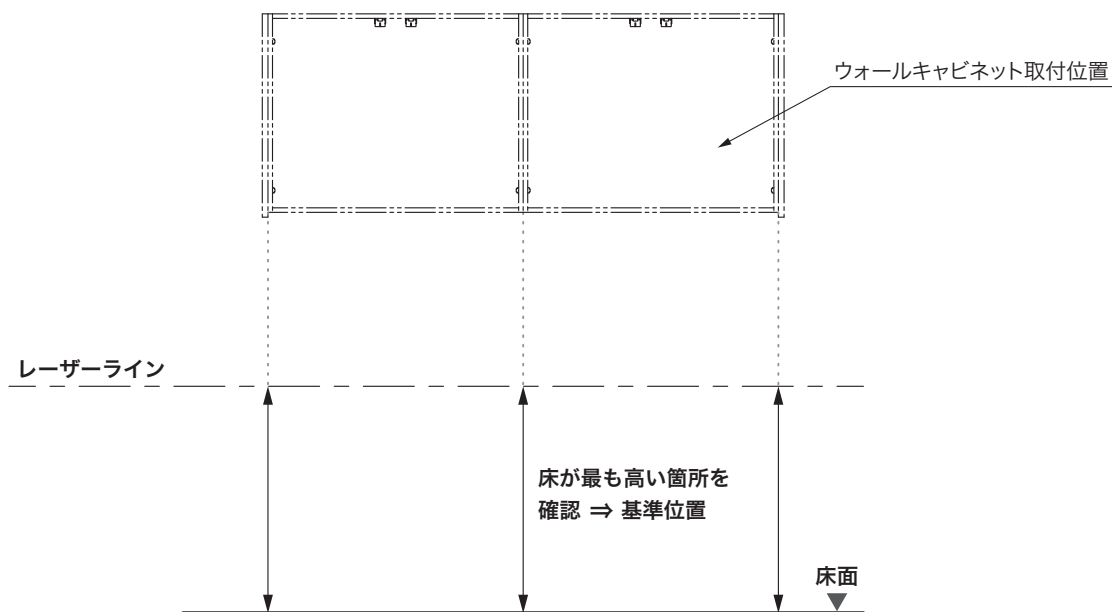 ウォールキャビネット取付位置
レーザーライン
床が最も高い箇所を
確認 ⇒ 基準位置
床面